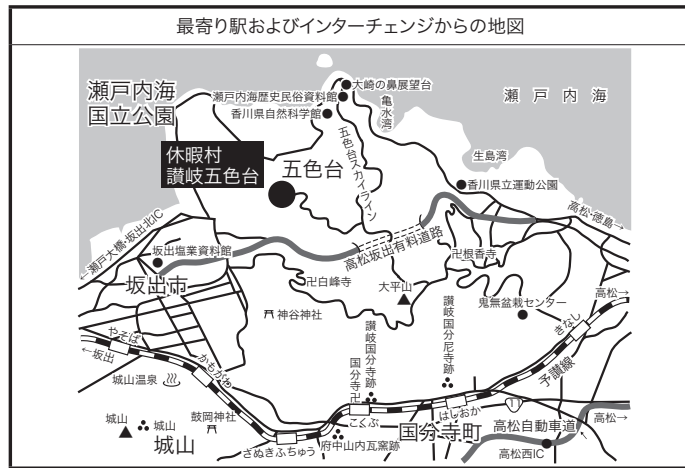 最寄り駅およびインターチェンジからの地図
瀬戸内海
国立公園
大崎の鼻展望台
瀬戸内海歴史民俗資料館
香川県自然科学館
亀水湾
瀬戸内海
休暇村
讃岐五色台
五色台
五色台スカイライン
生島湾
香川県立運動公園
高松・徳島→
←瀬戸大橋・坂出北IC
坂出塩業資料館
高松坂出有料道路
卍根香寺
坂出市
卍白峰寺
大平山
神谷神社
鬼無盆栽センター
高松→
讃岐国分寺跡
讃岐国分尼寺跡
国分寺卍
きなし
やそば
←坂出
かもがわ
予讃線
城山温泉
城山
城山
鼓岡神社
城山
さぬきふちゅう
こくぶ
はしおか
府中山内瓦窯跡
国分寺町
11
高松自動車道
高松→
高松西IC